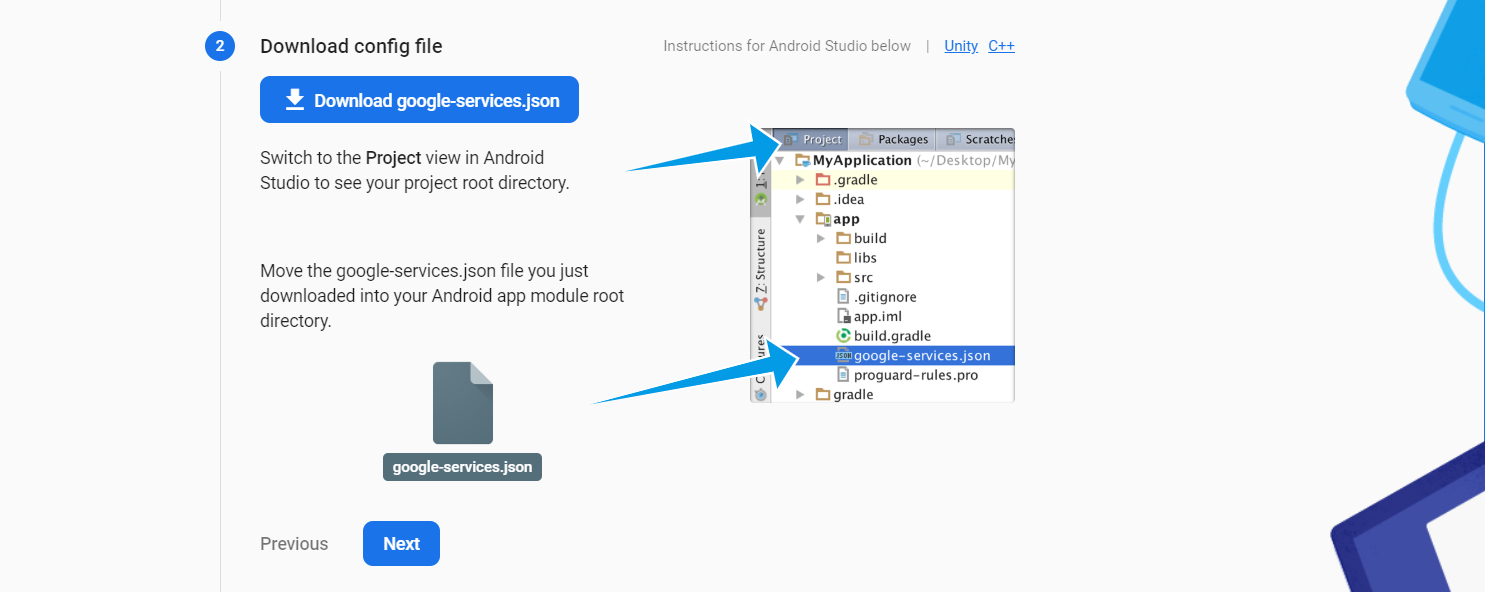 2
Download config file
Instructions for Android Studio below | Unity C++
Download google-services.json
Switch to the Project view in Android
Studio to see your project root directory.
Move the google-services.json file you just
downloaded into your Android app module root
directory.
google-services.json
Previous
Next
Project Packages Scratches
MyApplication (~/Desktop/My
.gradle
.idea
app
build
libs
src
.gitignore
app.iml
build.gradle
JSON google-services.json
proguard-rules.pro
gradle
1:
Z: Structure